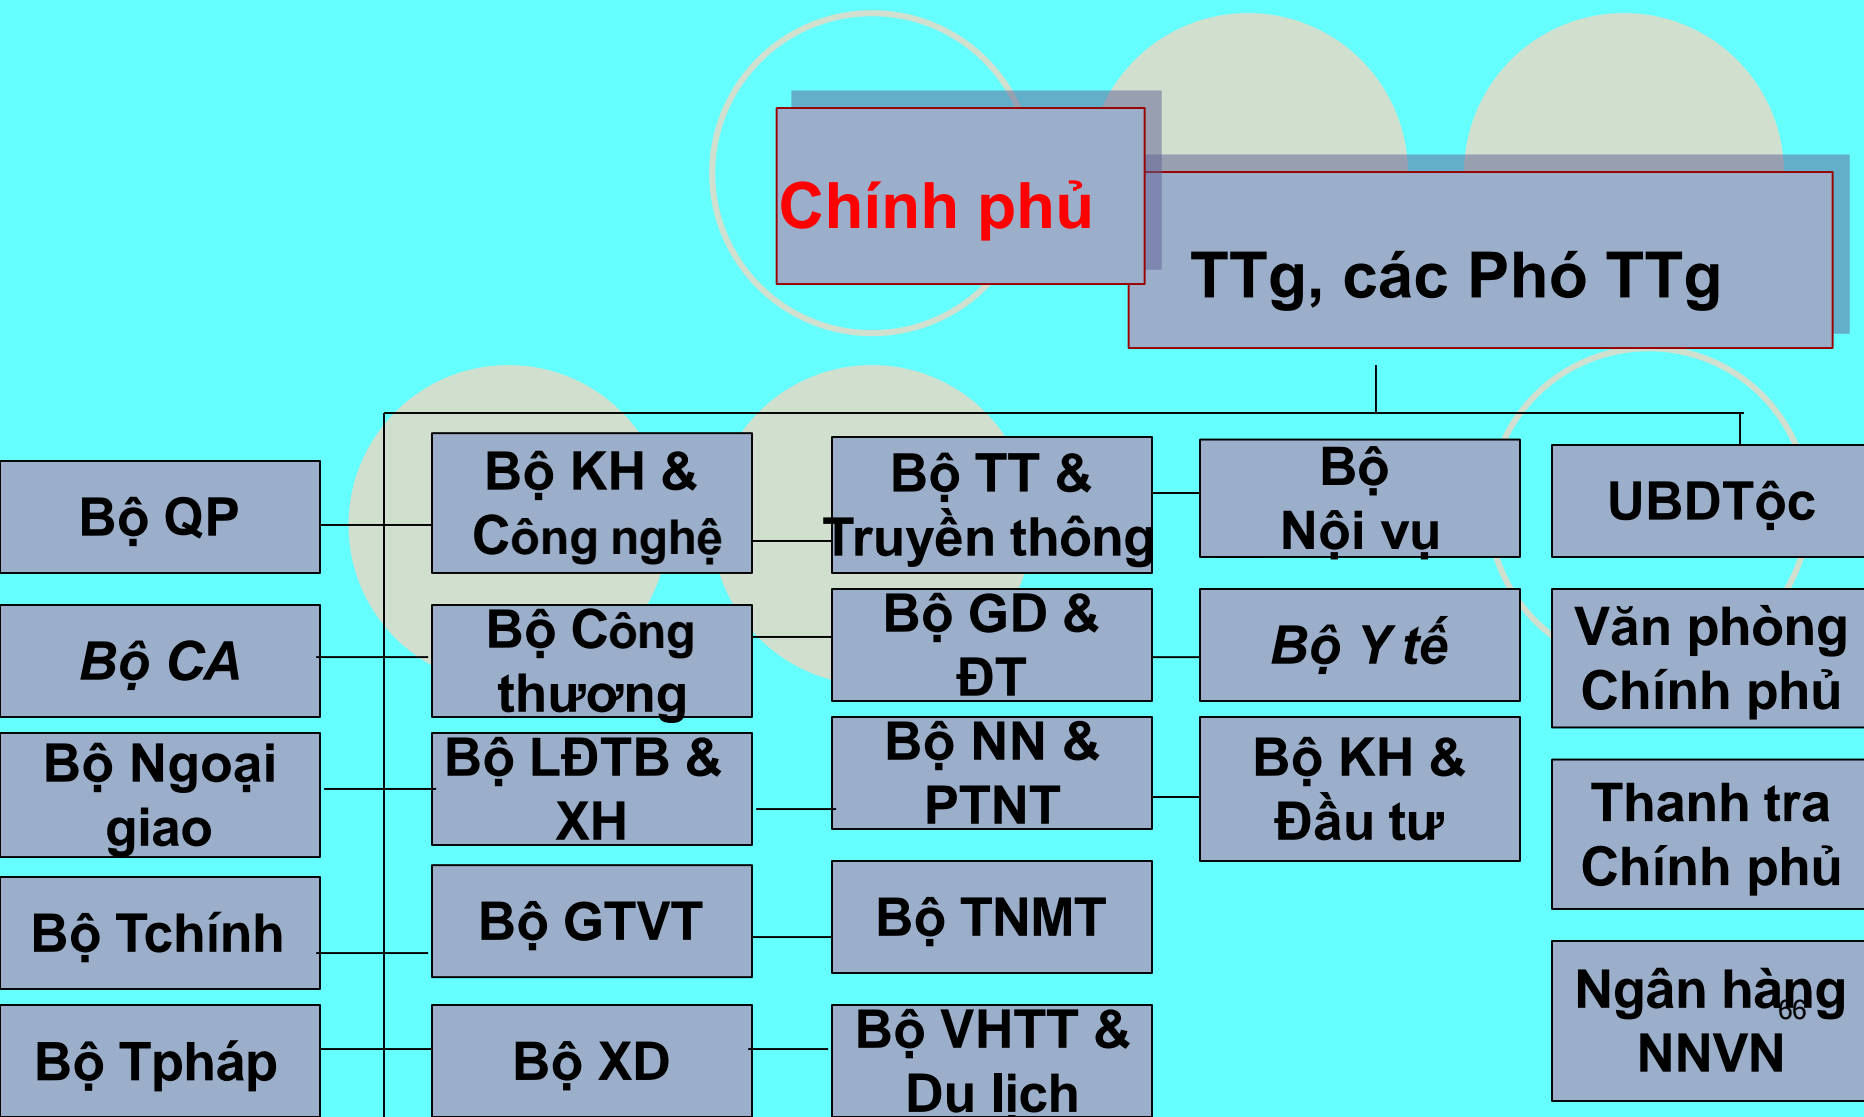 Chính phủ
TTg, các Phó TTg
Bộ QP
Bộ KH &
Công nghệ
Bộ TT &
Truyền thông
Bộ
Nội vụ
UBDTộc
Bộ CA
Bộ Công
thương
Bộ GD &
ĐT
Bộ Y tế
Văn phòng
Chính phủ
Bộ Ngoại
giao
Bộ LĐTB &
XH
Bộ NN &
PTNT
Bộ KH &
Đầu tư
Thanh tra
Chính phủ
Bộ Tchính
Bộ GTVT
Bộ TNMT
Ngân hàng
NNVN
66
Bộ Tpháp
Bộ XD
Bộ VHTT &
Du lịch